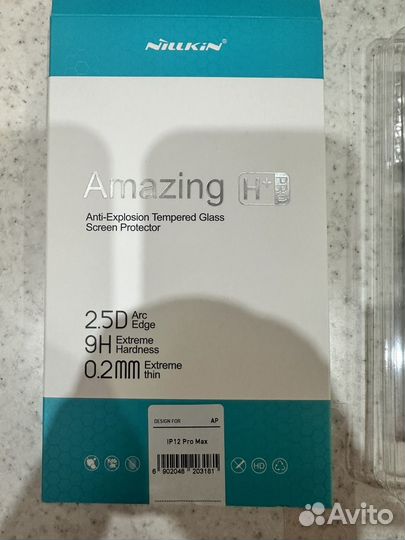 NILLKIN®
Amazing H+ PRO
Anti-Explosion Tempered Glass
Screen Protector
2.5D Arc Edge
9H Extreme Hardness
0.2mm Extreme thin
DESIGN FOR AP
IP12 Pro Max
6 902048 203181
HD
Avito